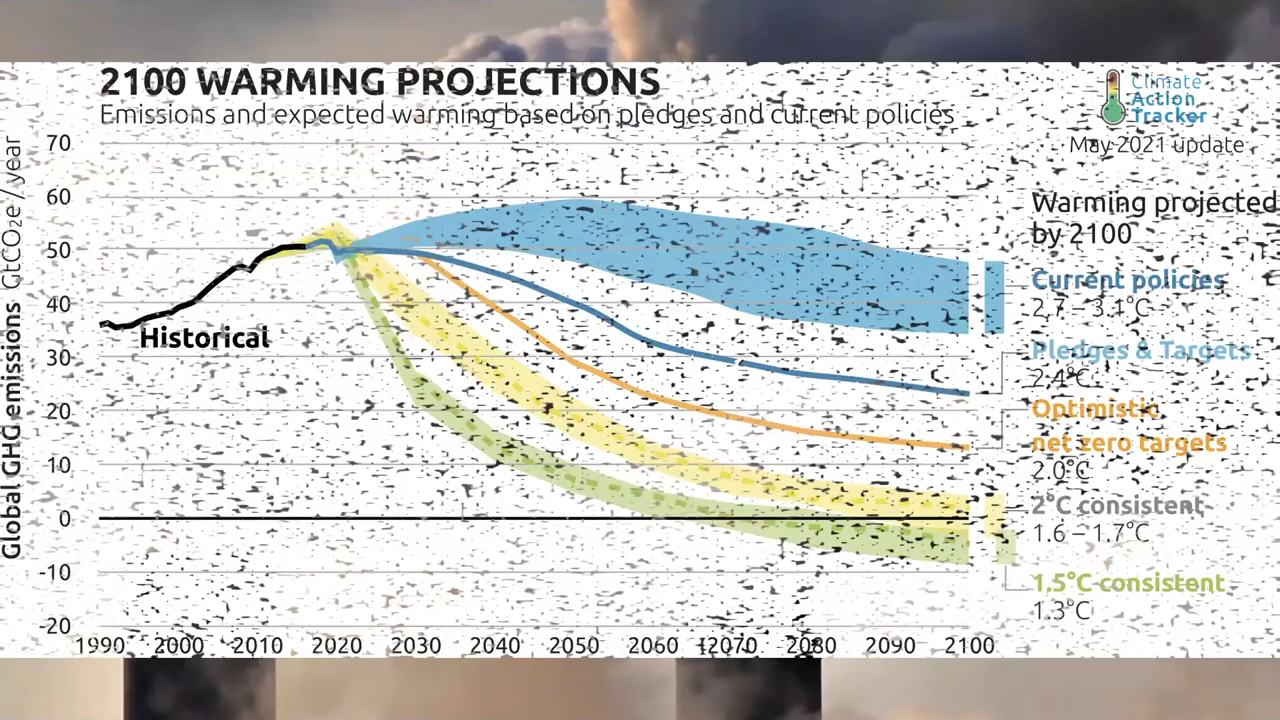 2100 WARMING PROJECTIONS
Emissions and expected warming based on pledges and current policies
Climate
Action
Tracker
May 2021 update
Global GHG emissions GtCO2e / year
70
60
50
40
30
20
10
0
-10
-20
1990 2000 2010 2020 2030 2040 2050 2060 2070 2080 2090 2100
Historical
Warming projected
by 2100
Current policies
2.7 – 3.1°C
Pledges & Targets
2.4°C
Optimistic
net zero targets
2.0°C
2°C consistent
1.6 – 1.7°C
1.5°C consistent
1.3°C